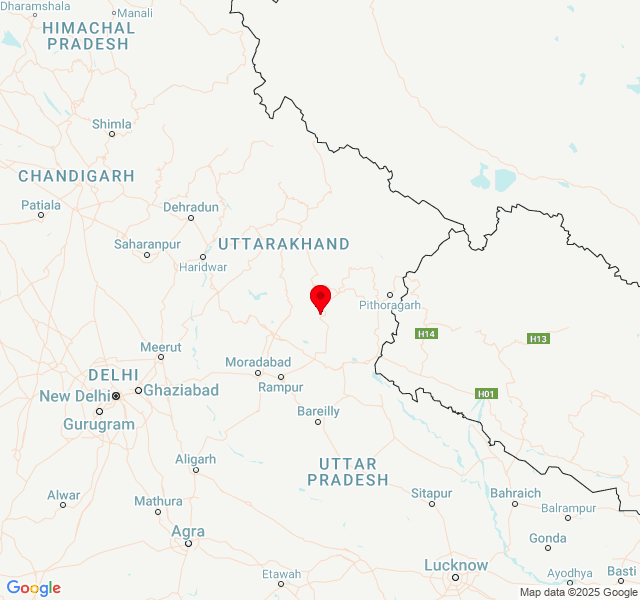 Dharamshala
Manali
HIMACHAL
PRADESH
Shimla
CHANDIGARH
Patiala
Dehradun
Saharanpur
UTTARAKHAND
Haridwar
Pithoragarh
H14
H13
Meerut
Moradabad
DELHI
Rampur
New Delhi
Ghaziabad
H01
Gurugram
Bareilly
Aligarh
UTTAR
PRADESH
Alwar
Mathura
Sitapur
Bahraich
Balrampur
Agra
Gonda
Lucknow
Etawah
Ayodhya
Basti
Google
Map data ©2025 Google